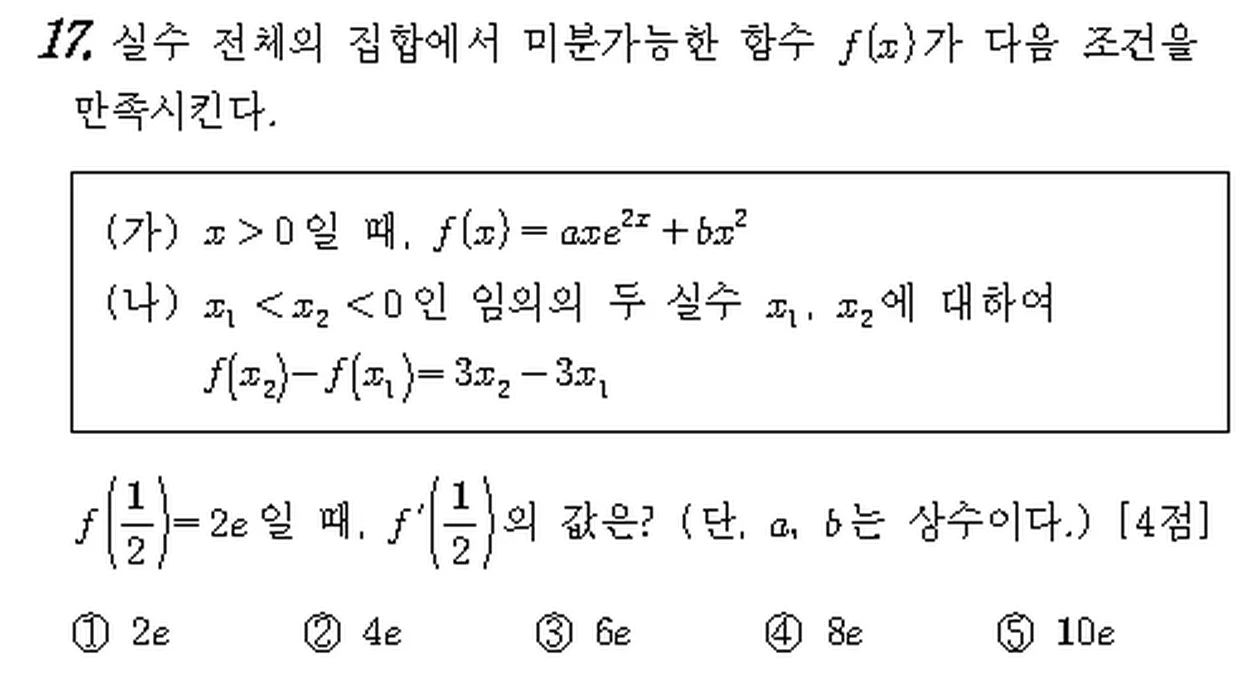 17. 실수 전체의 집합에서 미분가능한 함수 f(x)가 다음 조건을
만족시킨다.
(가) x > 0일 때, f(x) = axe^{2x} + bx^2
(나) x_1 < x_2 < 0인 임의의 두 실수 x_1, x_2에 대하여
f(x_2) - f(x_1) = 3x_2 - 3x_1
f(1/2) = 2e일 때, f'(1/2)의 값은? (단, a, b는 상수이다.) [4점]
① 2e ② 4e ③ 6e ④ 8e ⑤ 10e